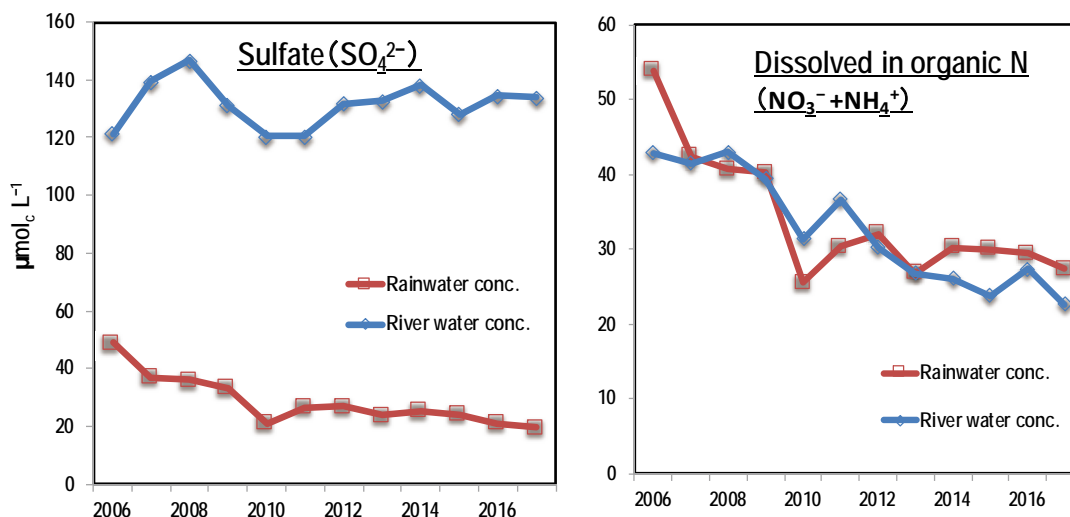 160
140
120
100
80
60
40
20
0
μmolc L⁻¹
Sulfate(SO₄²⁻)
Rainwater conc.
River water conc.
2006 2008 2010 2012 2014 2016
60
50
40
30
20
10
0
Dissolved in organic N
(NO₃⁻+NH₄⁺)
Rainwater conc.
River water conc.
2006 2008 2010 2012 2014 2016